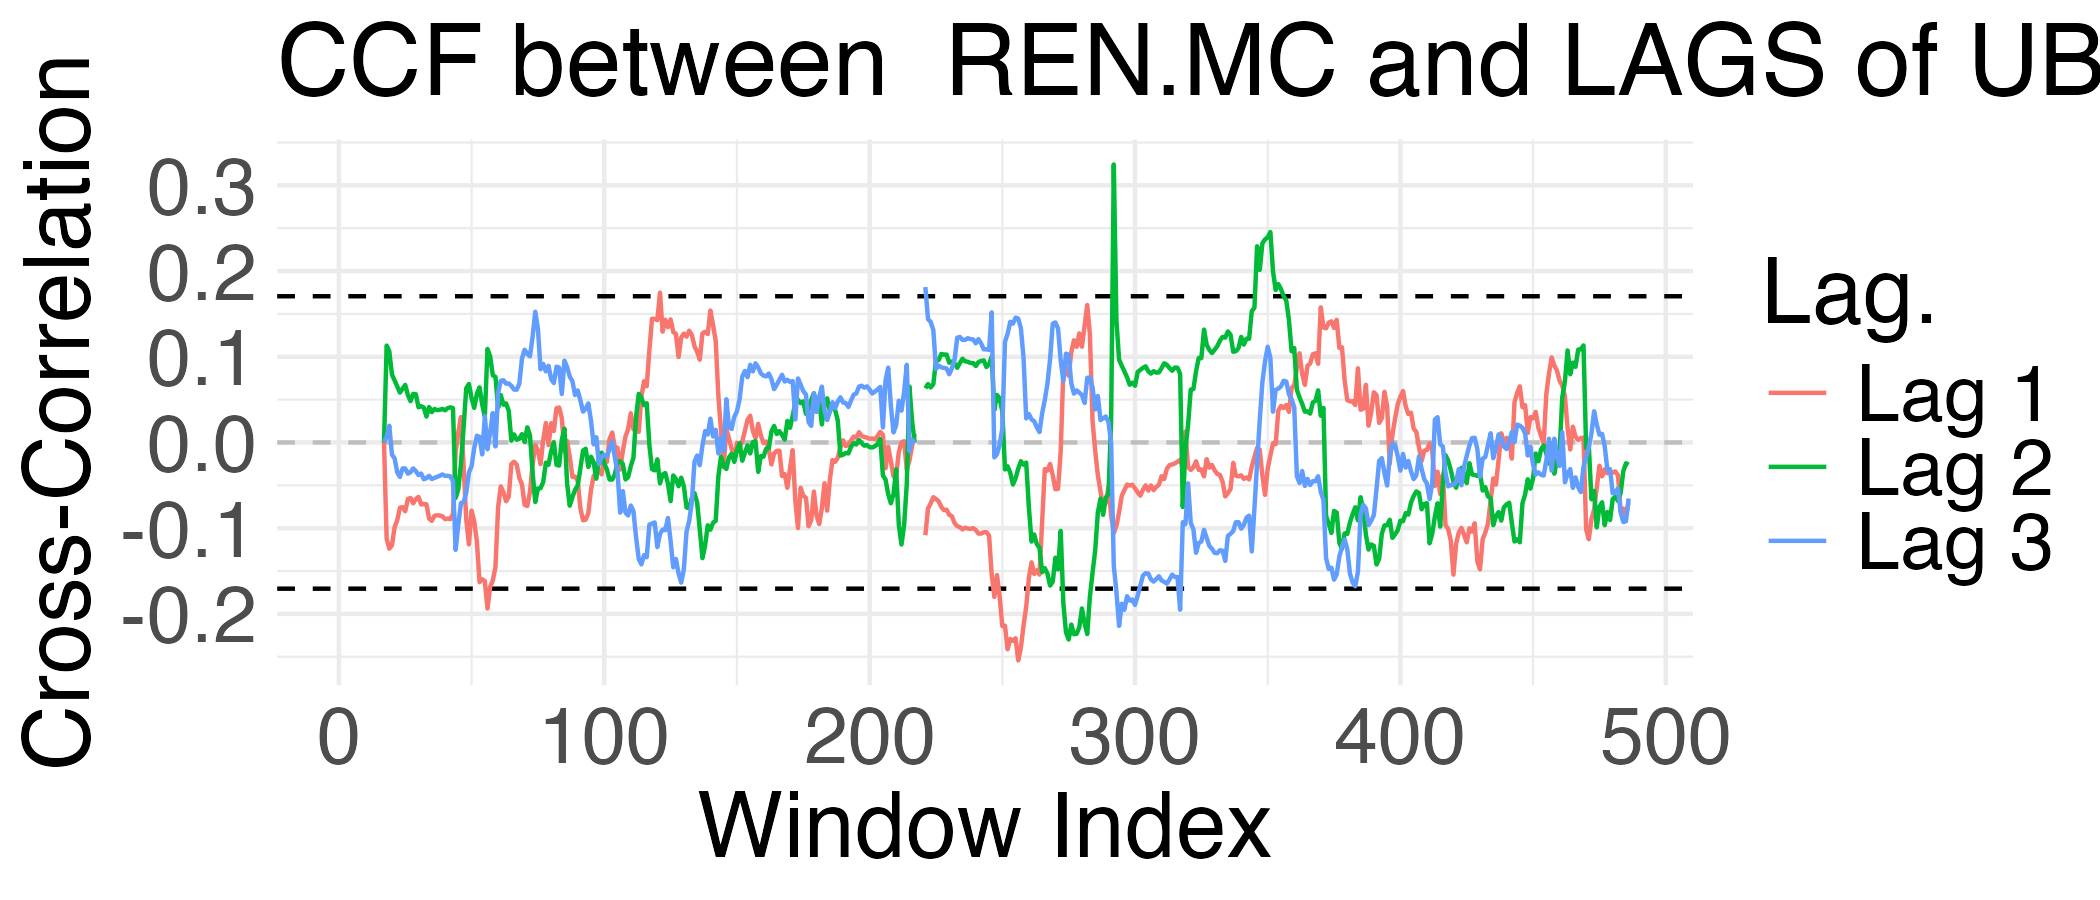 CCF between  REN.MC and LAGS of UB
Cross-Correlation
0.3
0.2
0.1
0.0
-0.1
-0.2
0 100 200 300 400 500
Window Index
Lag.
Lag 1
Lag 2
Lag 3